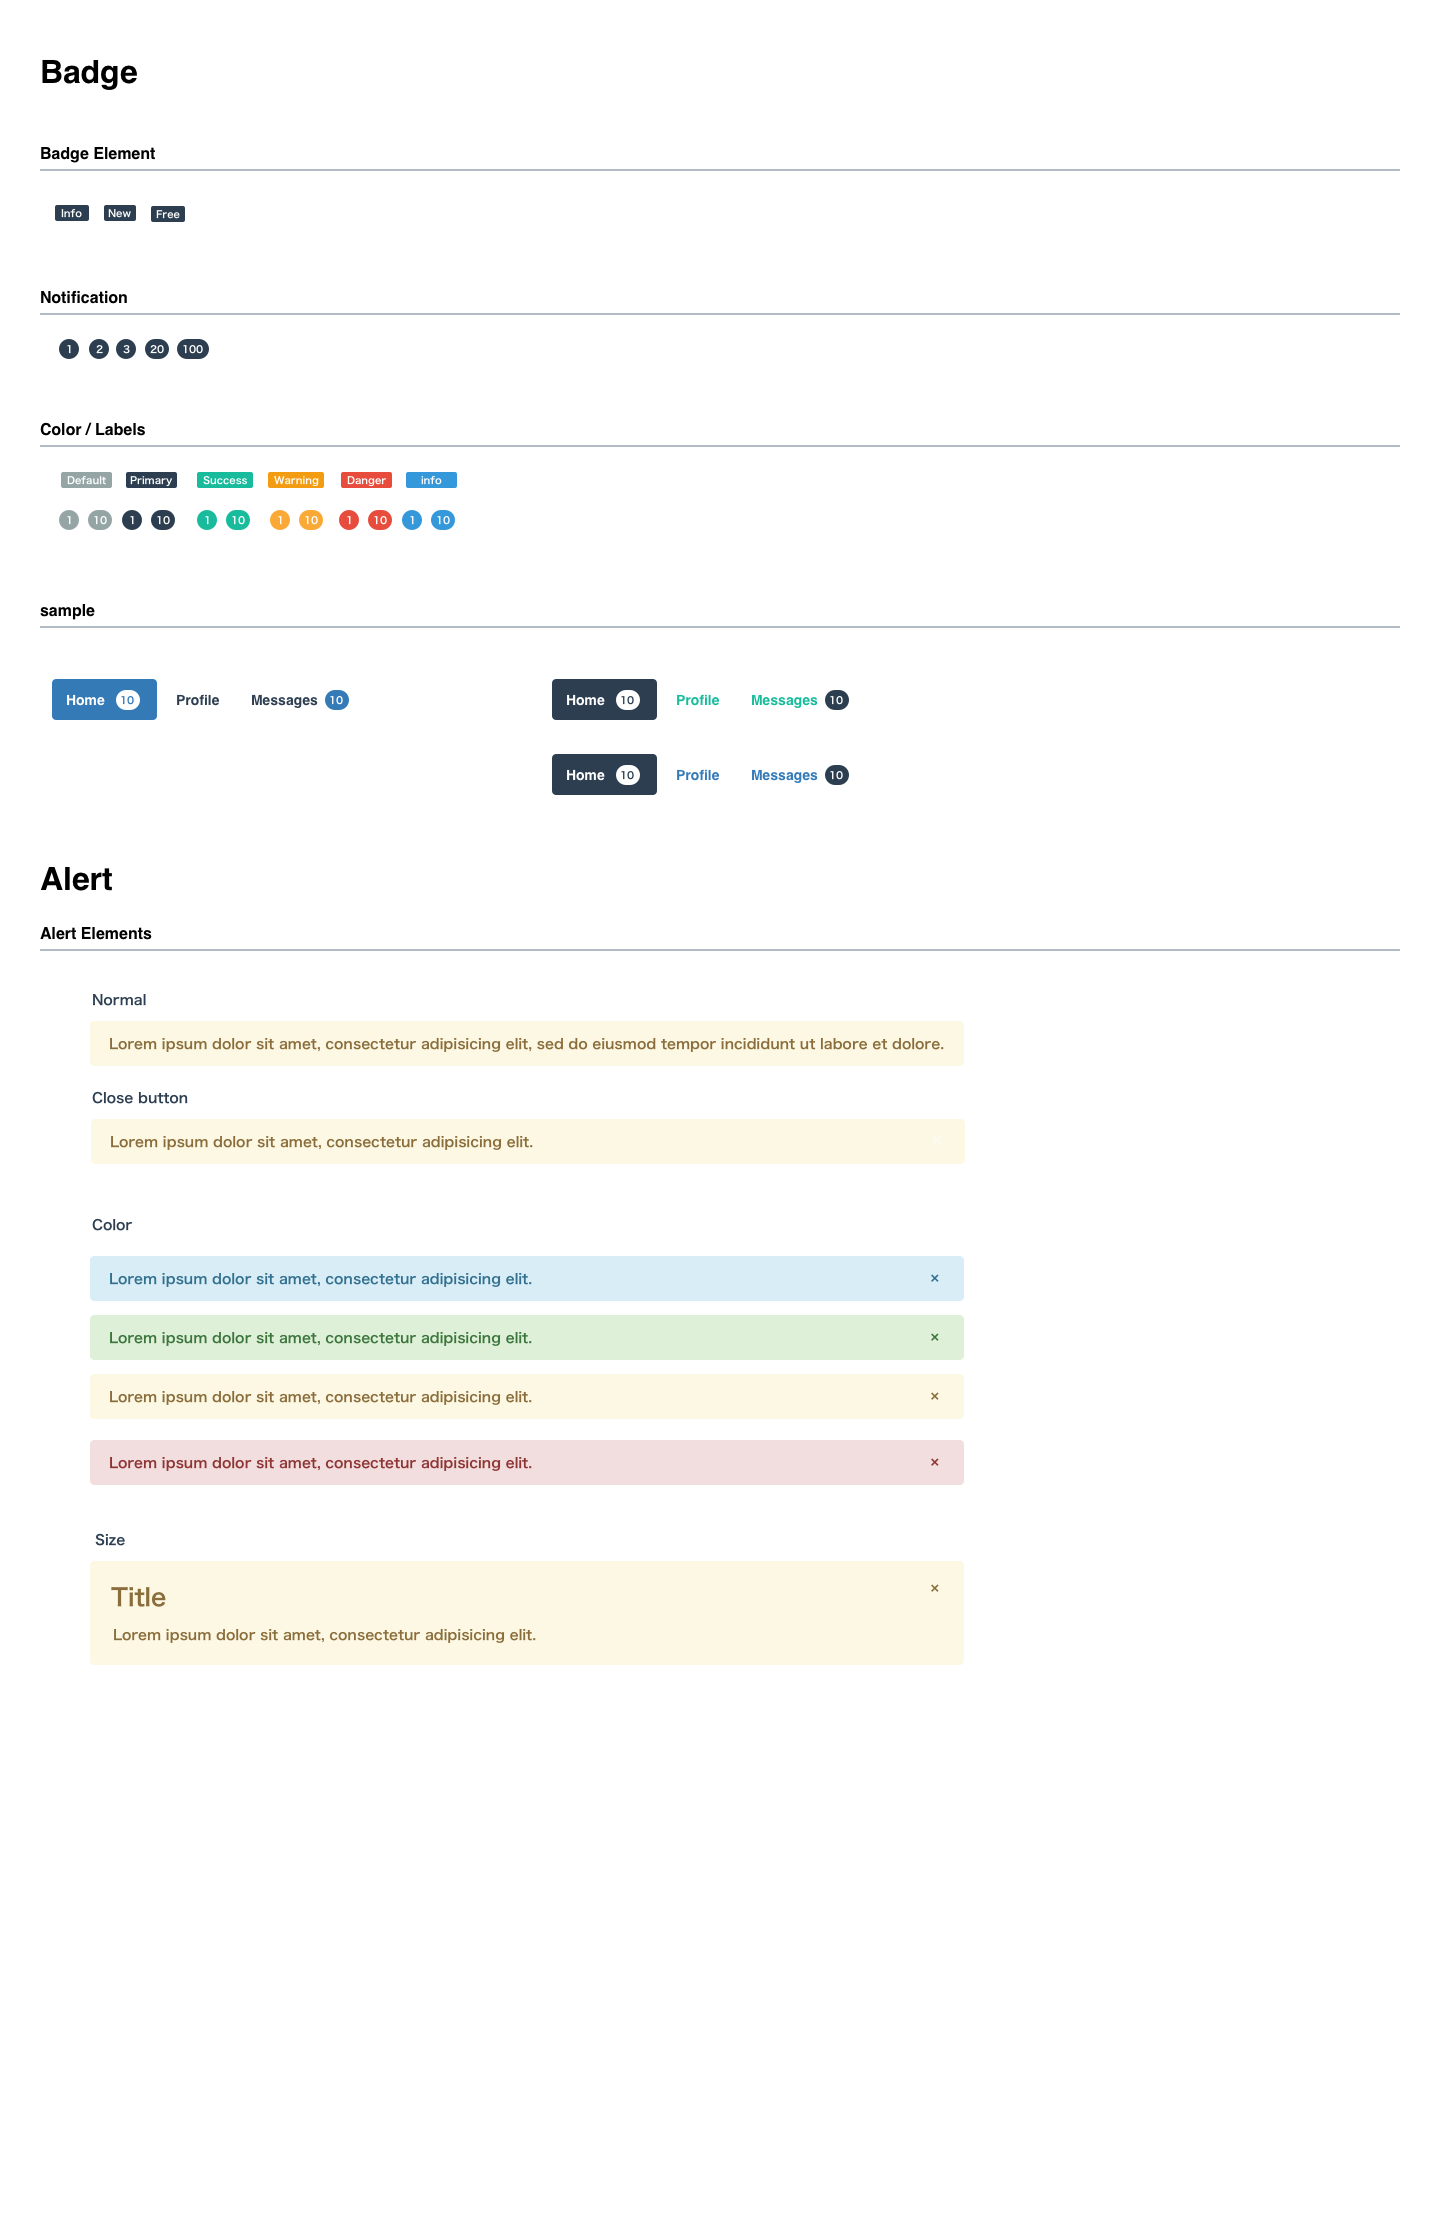 Badge
Badge Element
Info New Free
Notification
1 2 3 20 100
Color / Labels
Default Primary Success Warning Danger info
1 10 1 10 1 10 1 10 1 10 1 10
sample
Home 10 Profile Messages 10 Home 10 Profile Messages 10
Home 10 Profile Messages 10
Alert
Alert Elements
Normal
Lorem ipsum dolor sit amet, consectetur adipisicing elit, sed do eiusmod tempor incididunt ut labore et dolore.
Close button
Lorem ipsum dolor sit amet, consectetur adipisicing elit. ×
Color
Lorem ipsum dolor sit amet, consectetur adipisicing elit. ×
Lorem ipsum dolor sit amet, consectetur adipisicing elit. ×
Lorem ipsum dolor sit amet, consectetur adipisicing elit. ×
Lorem ipsum dolor sit amet, consectetur adipisicing elit. ×
Size
Title ×
Lorem ipsum dolor sit amet, consectetur adipisicing elit.